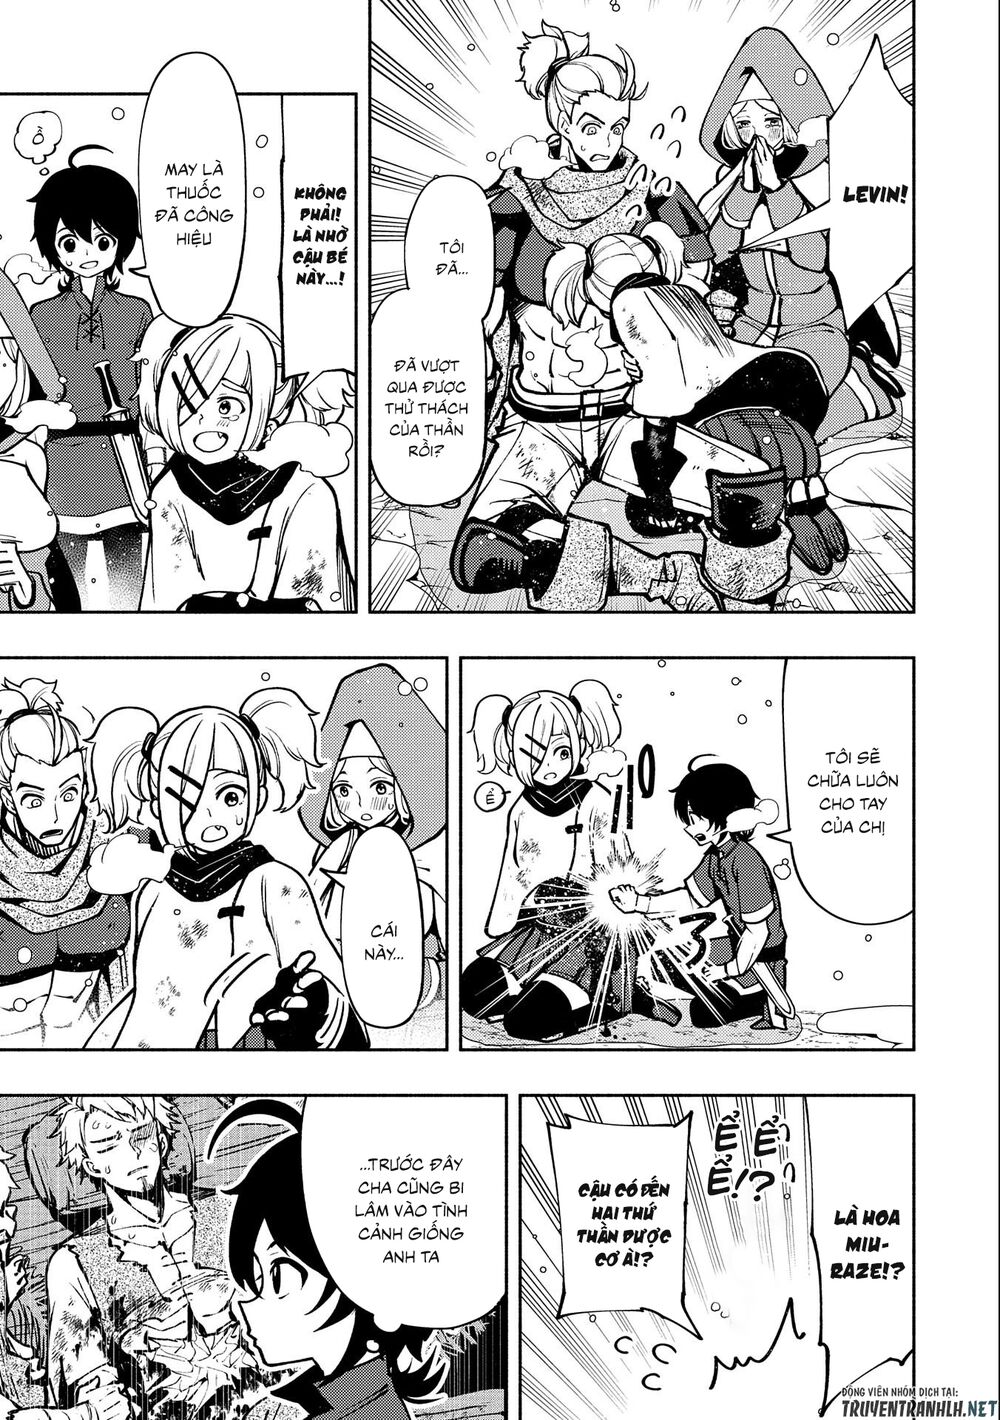 LEVIN!
TÔI
ĐÃ...
ĐÃ VƯỢT
QUA ĐƯỢC
THỬ THÁCH
CỦA THẦN
RỒI?
KHÔNG
PHẢI!
LÀ NHỜ
CẬU BÉ
NÀY...!
MAY LÀ
THUỐC
ĐÃ CÔNG
HIỆU
Ồ
TÔI SẼ
CHỮA LUÔN
CHO TAY
CỦA CHỊ
Ể
CÁI
NÀY...
LÀ HOA
MIU-
RAZE!?
Ể Ể
Ể!?
CẬU CÓ ĐẾN
HAI THỨ
THẦN DƯỢC
CƠ À!?
...TRƯỚC ĐÂY
CHA CŨNG BI
LÂM VÀO TÌNH
CẢNH GIỐNG
ANH TA
ĐỘNG VIÊN NHÓM DỊCH TẠI:
TRUYENTRANHLH.NET